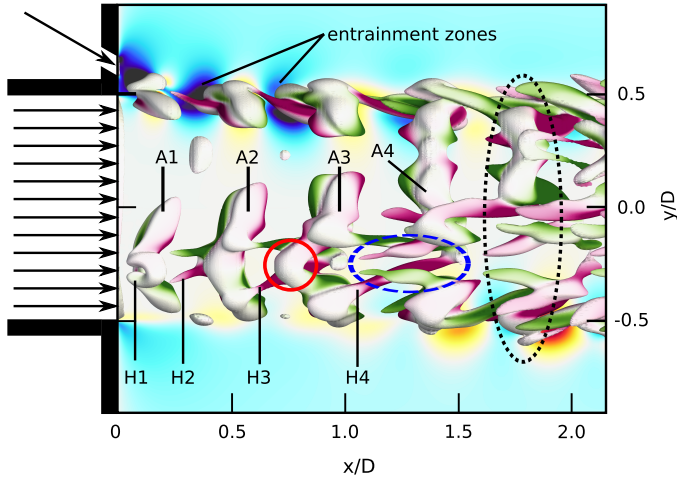 entrainment zones
0.5
A1 A2 A3 A4
0.0
y/D
-0.5
H1 H2 H3 H4
0 0.5 1.0 1.5 2.0
x/D